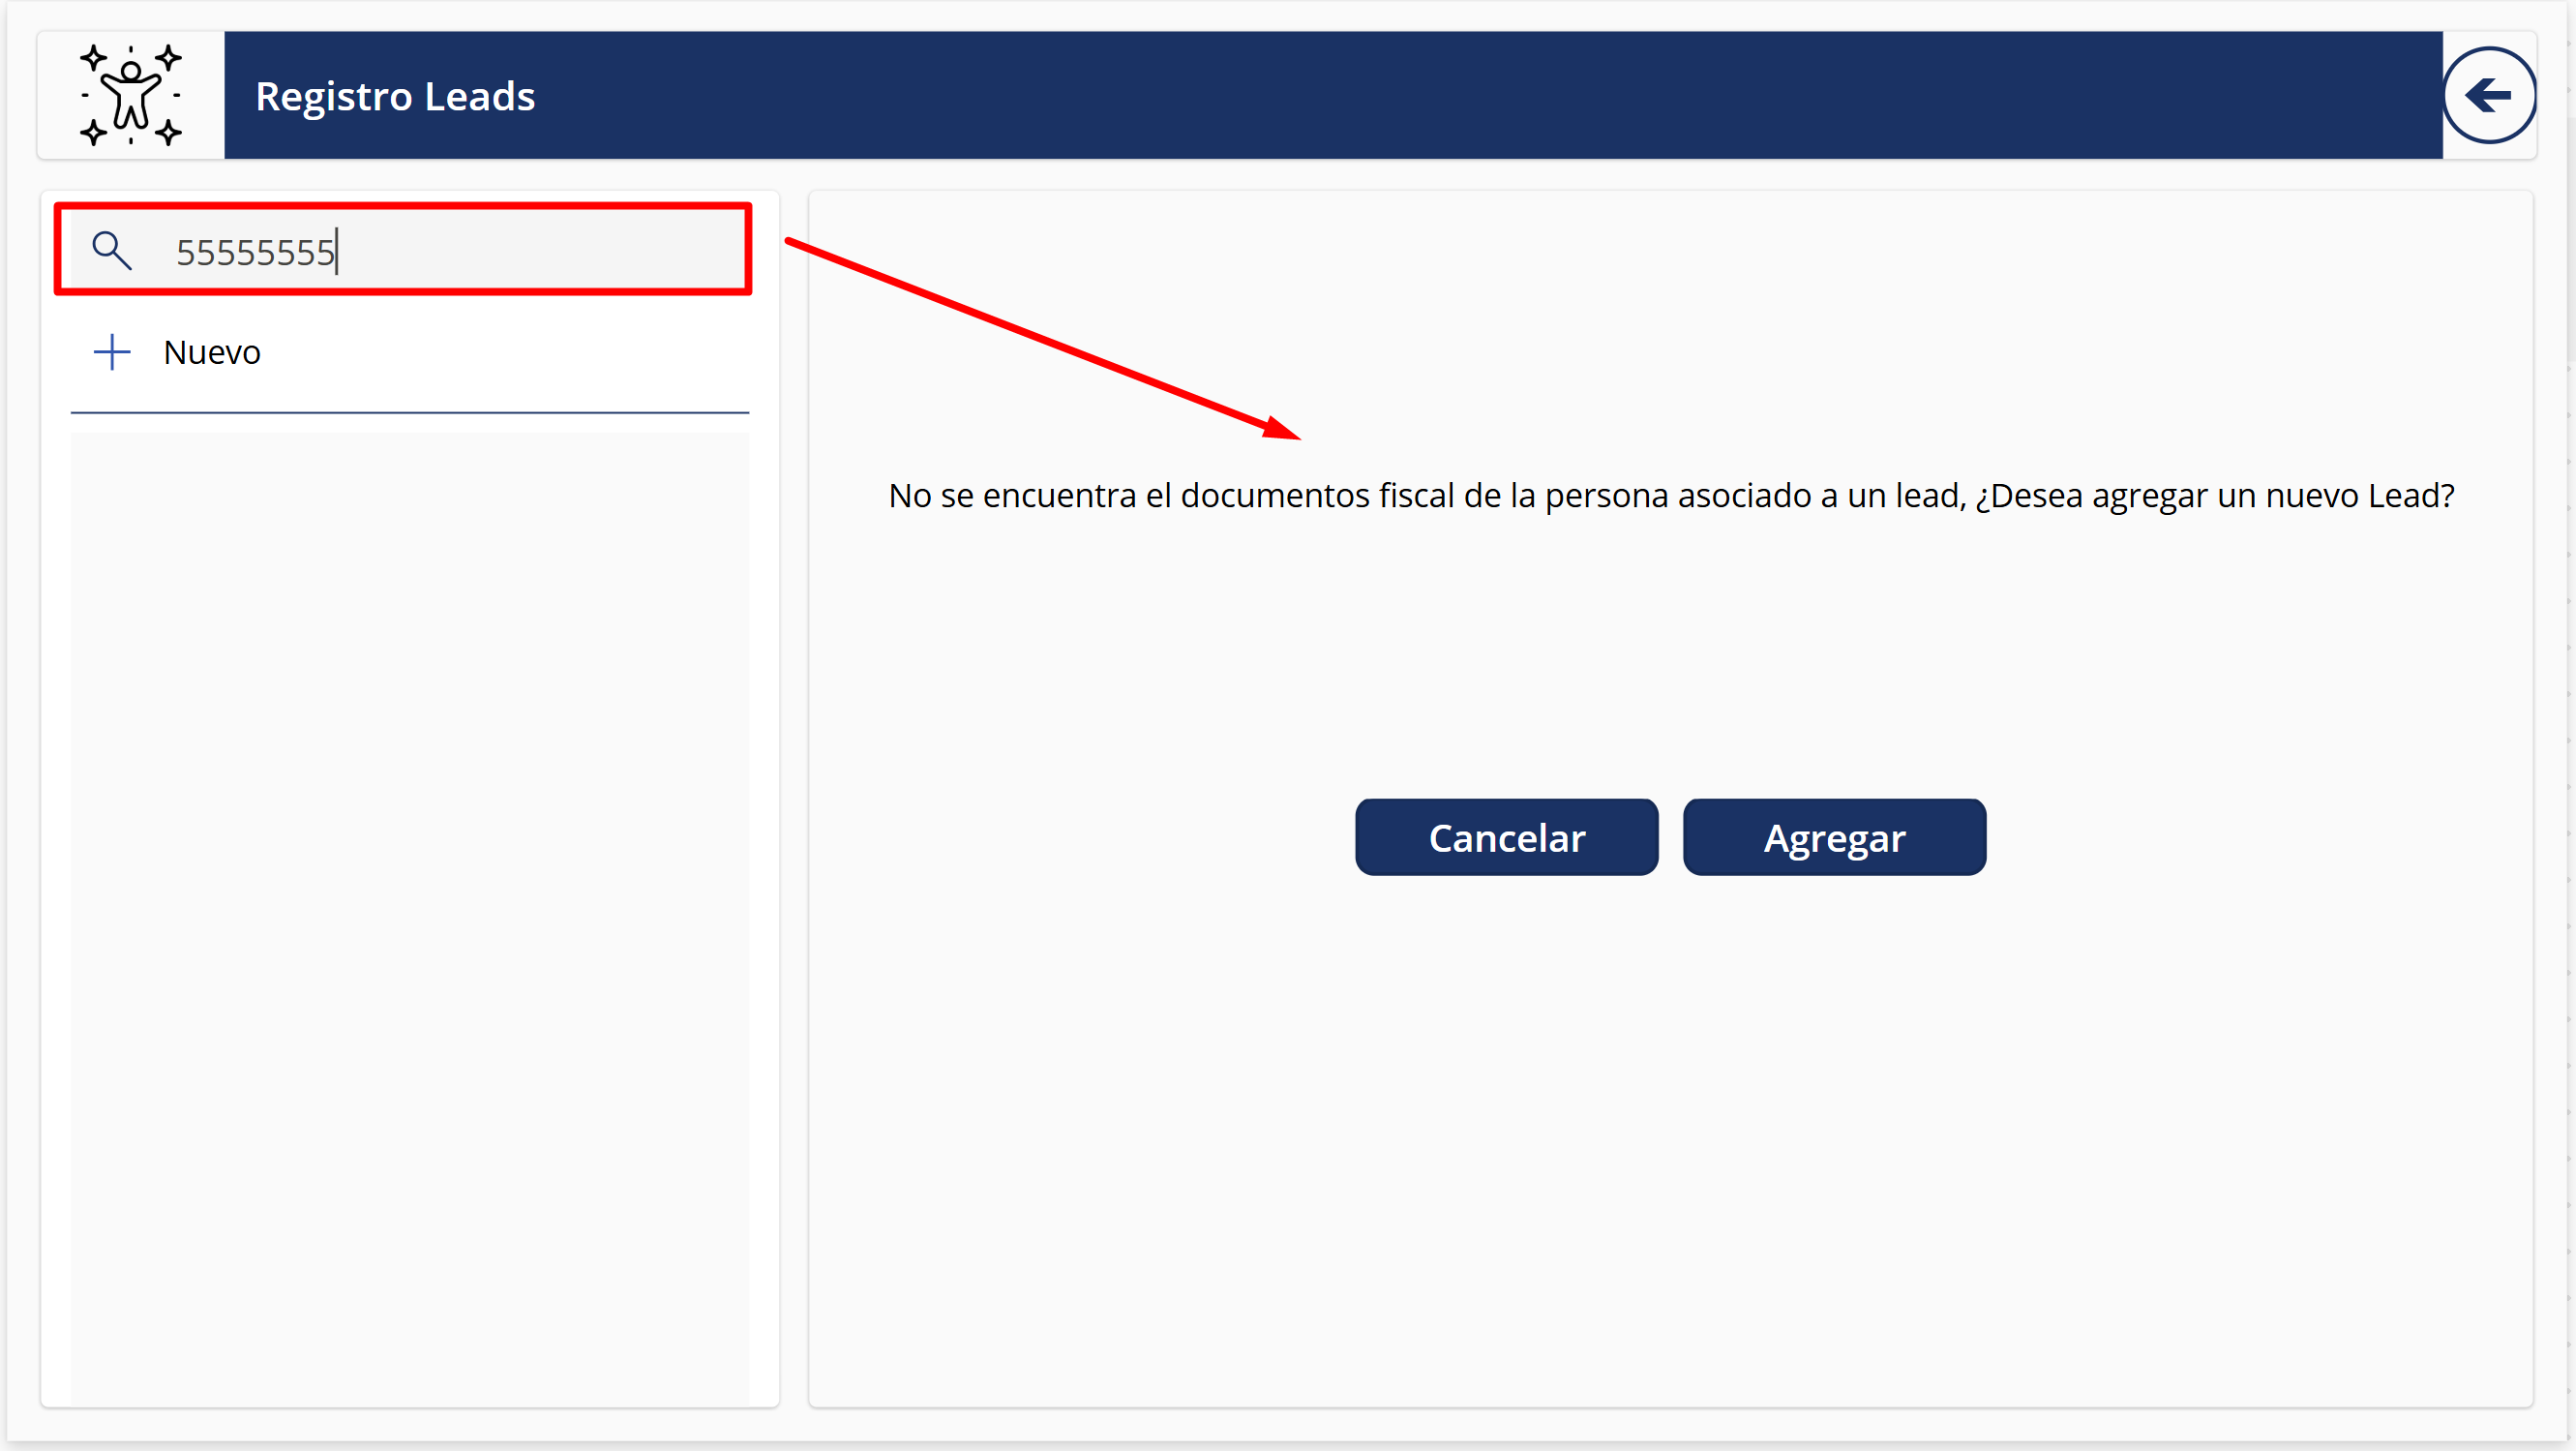 Registro Leads
55555555
Nuevo
No se encuentra el documentos fiscal de la persona asociado a un lead, ¿Desea agregar un nuevo Lead?
Cancelar
Agregar